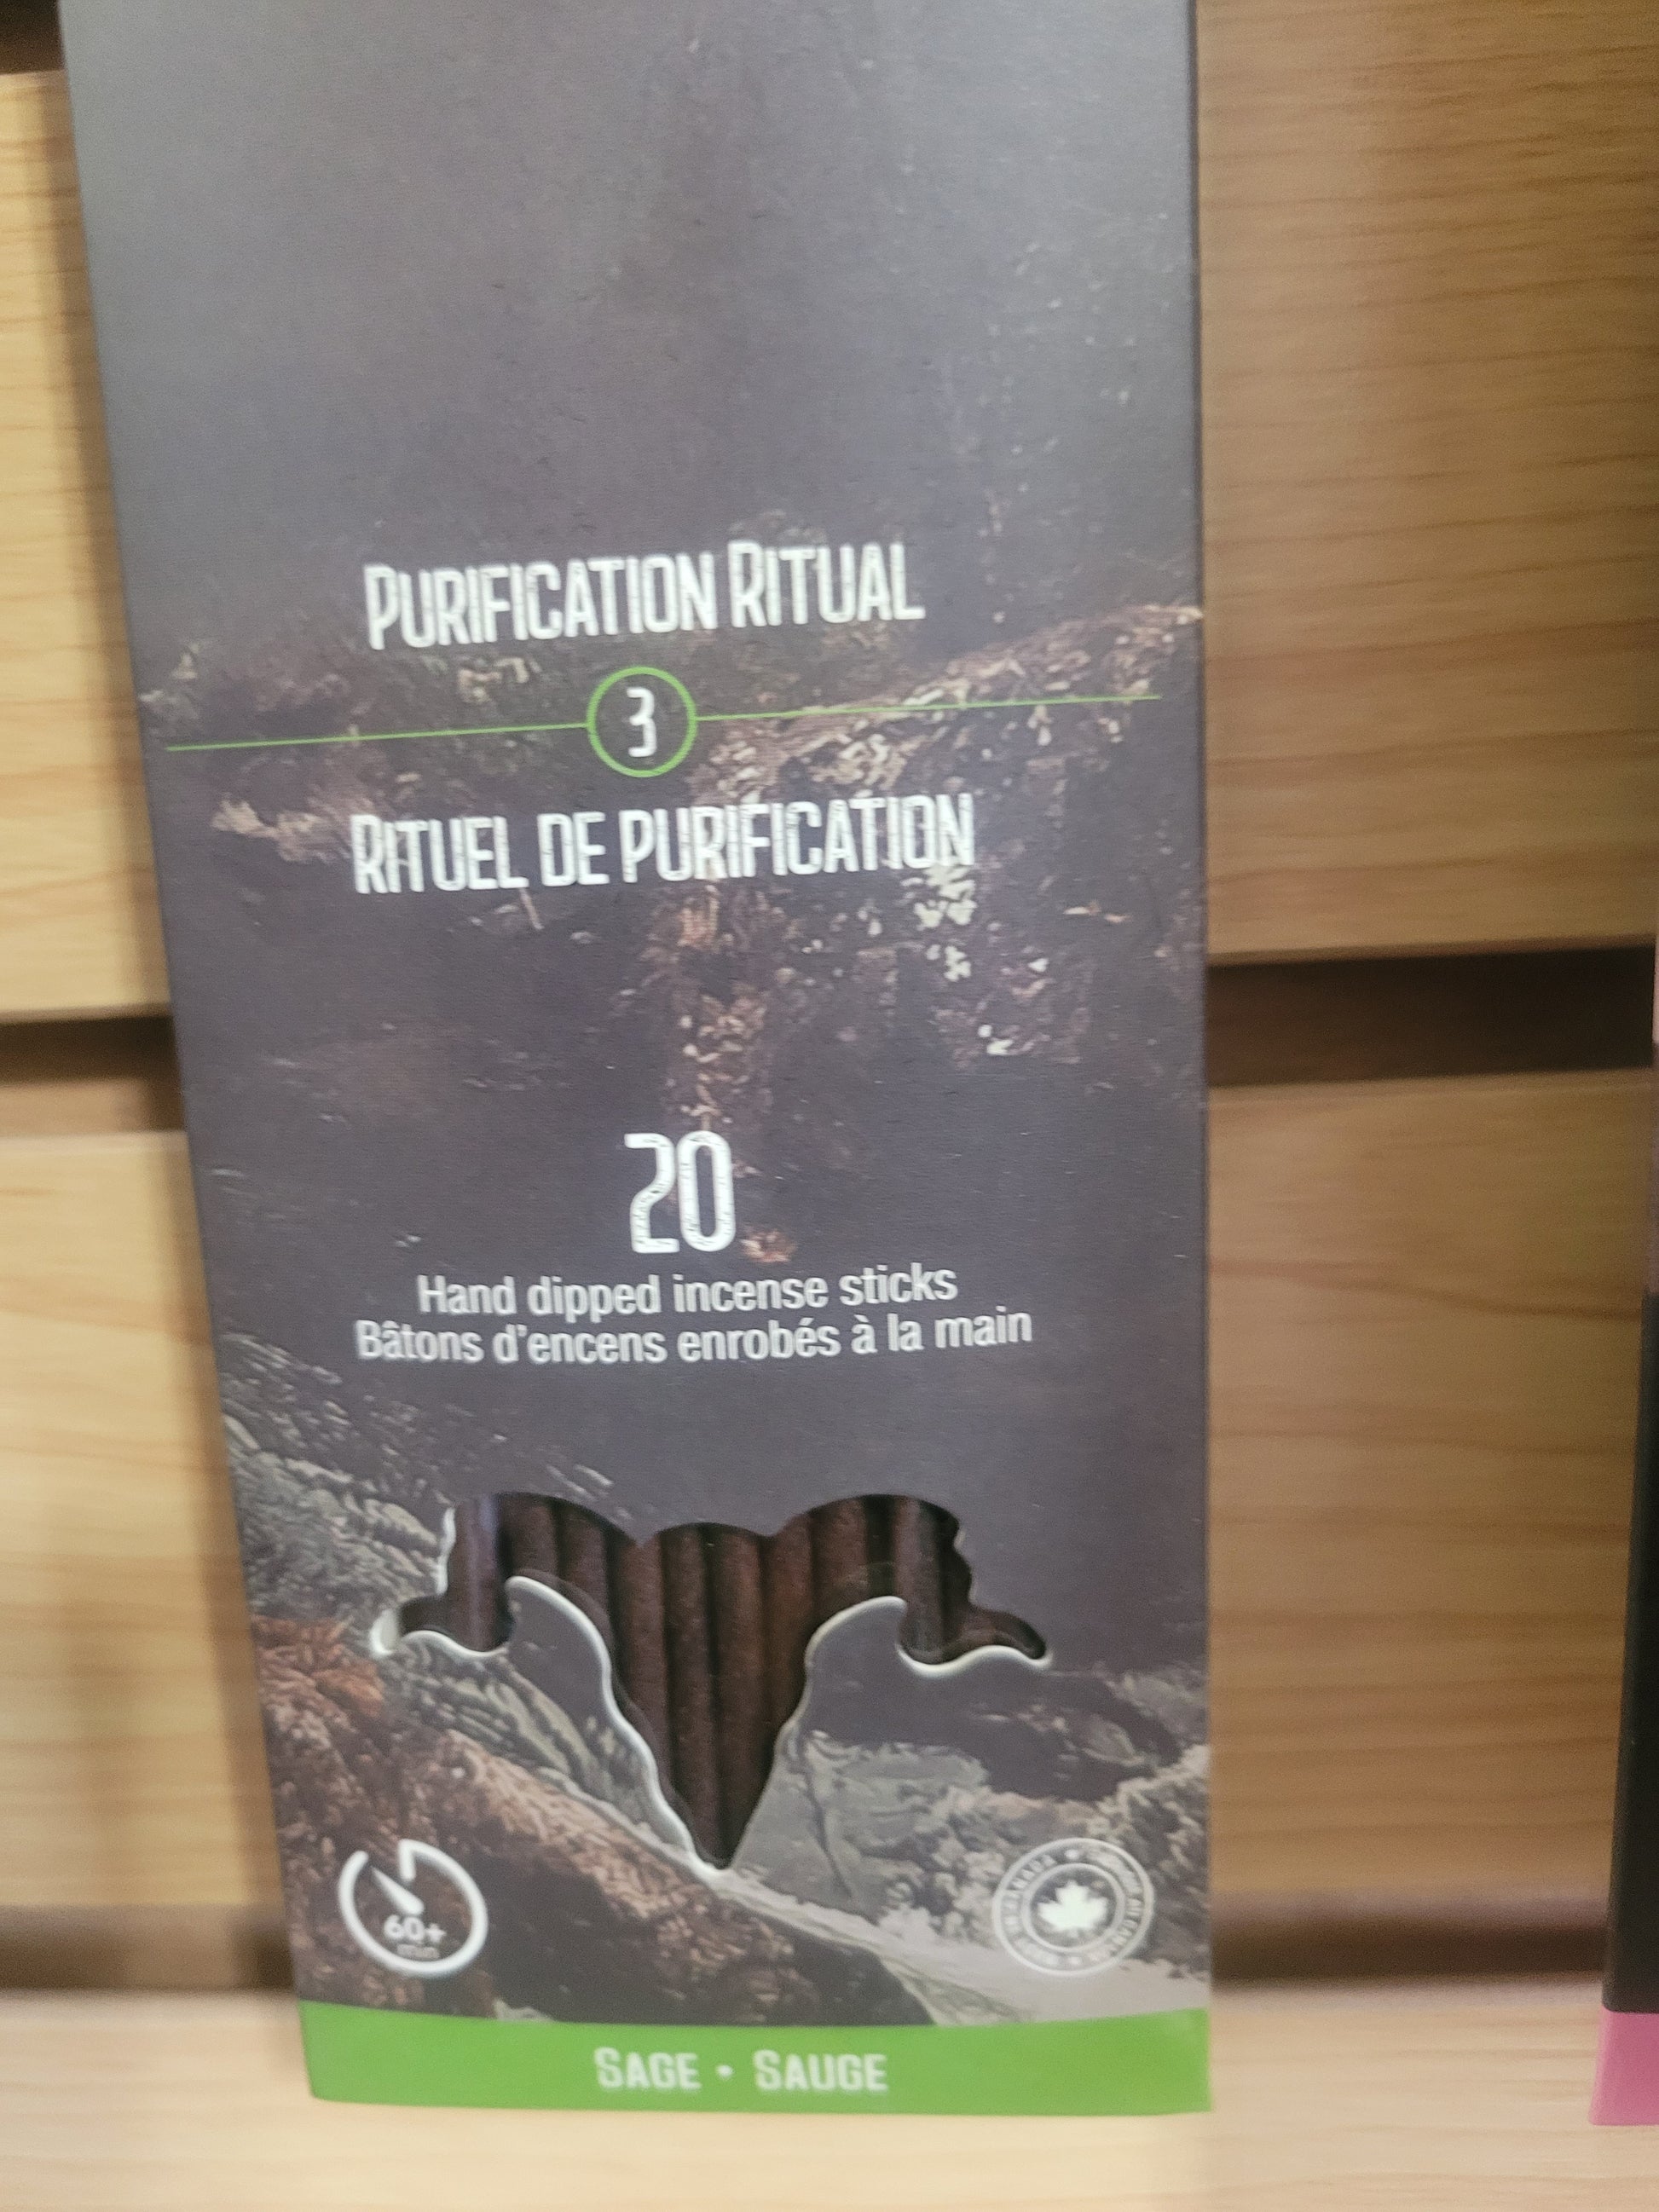 PURIFICATION RITUAL
3
RITUEL DE PURIFICATION
20
Hand dipped incense sticks
Bâtons d'encens enrobés à la main
60+
min
SAGE • SAUGE